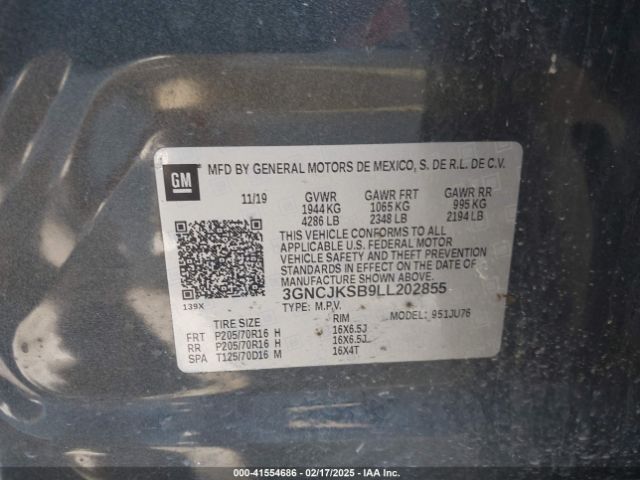 GM
MFD BY GENERAL MOTORS DE MEXICO, S. DE R.L. DE C.V.
11/19 GVWR GAWR FRT GAWR RR
1944 KG 1065 KG 995 KG
4286 LB 2348 LB 2194 LB
THIS VEHICLE CONFORMS TO ALL
APPLICABLE U.S. FEDERAL MOTOR
VEHICLE SAFETY AND THEFT
PREVENTION STANDARDS IN EFFECT
ON THE DATE OF
MANUFACTURE SHOWN ABOVE.
3GNCJKSB9LL202855
139X
TYPE: M.P.V. MODEL: 951JU76
TIRE SIZE RIM
FRT P205/70R16 H 16X6.5J
RR P205/70R16 H 16X6.5J
SPA T125/70D16 M 16X4T
000-41554686 - 02/17/2025 - IAA Inc.